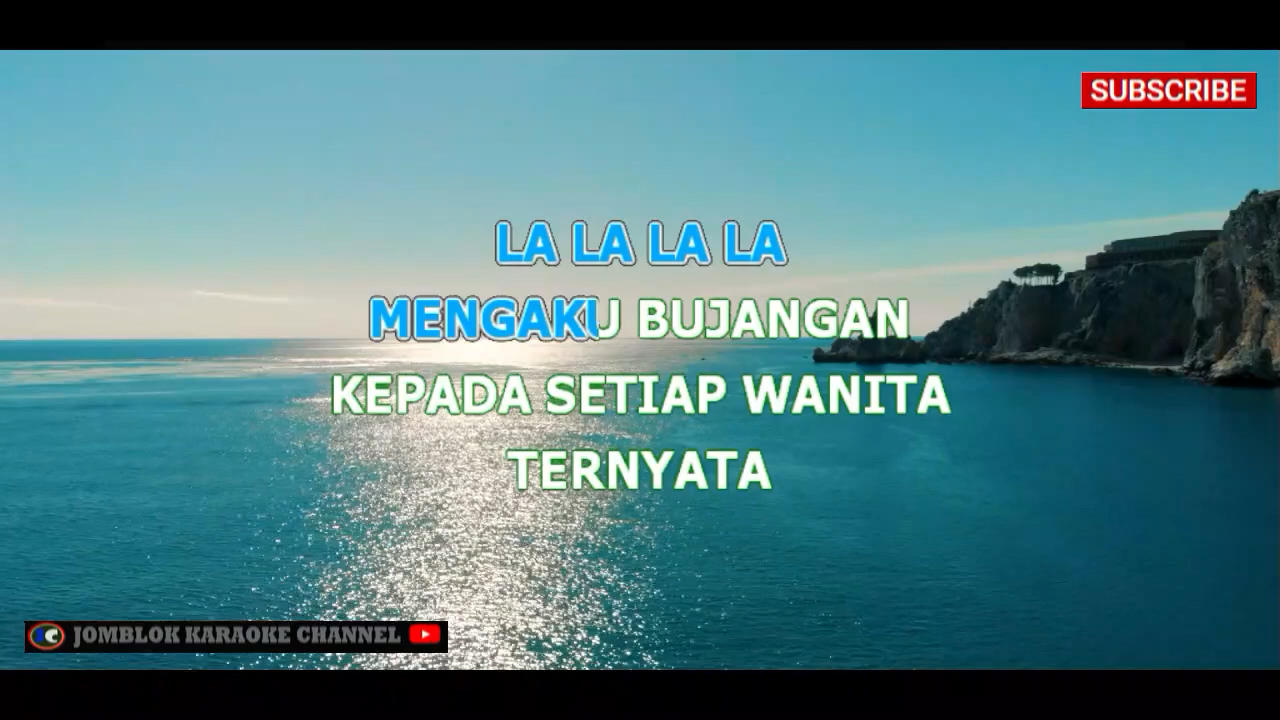 SUBSCRIBE
LA LA LA LA
MENGAKU BUJANGAN
KEPADA SETIAP WANITA
TERNYATA
JOMBLOK KARAOKE CHANNEL